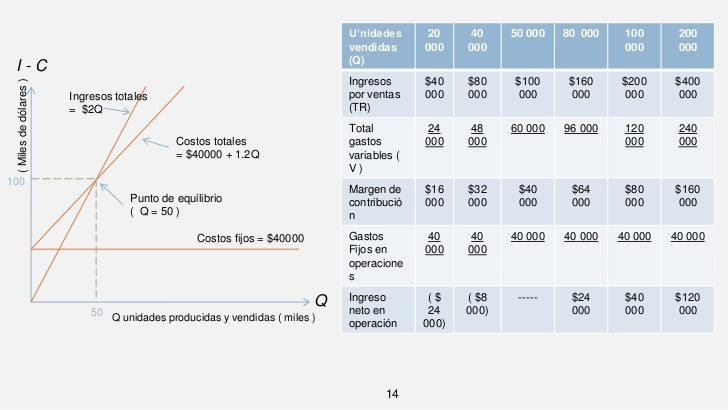 I - C
( Miles de dólares )
Ingresos totales
= $2Q
Costos totales
= $40000 + 1.2Q
100
Punto de equilibrio
( Q = 50 )
Costos fijos = $40000
Q
50
Q unidades producidas y vendidas ( miles )
U'nidades
vendidas
(Q)
20
000
40
000
50 000
80 000
100
000
200
000
Ingresos
por ventas
(TR)
$40
000
$80
000
$100
000
$160
000
$200
000
$400
000
Total
gastos
variables (
V )
24
000
48
000
60 000
96 000
120
000
240
000
Margen de
contribució
n
$16
000
$32
000
$40
000
$64
000
$80
000
$160
000
Gastos
Fijos en
operacione
s
40
000
40
000
40 000
40 000
40 000
40 000
Ingreso
neto en
operación
( $
24
000)
( $8
000)
-----
$24
000
$40
000
$120
000
14